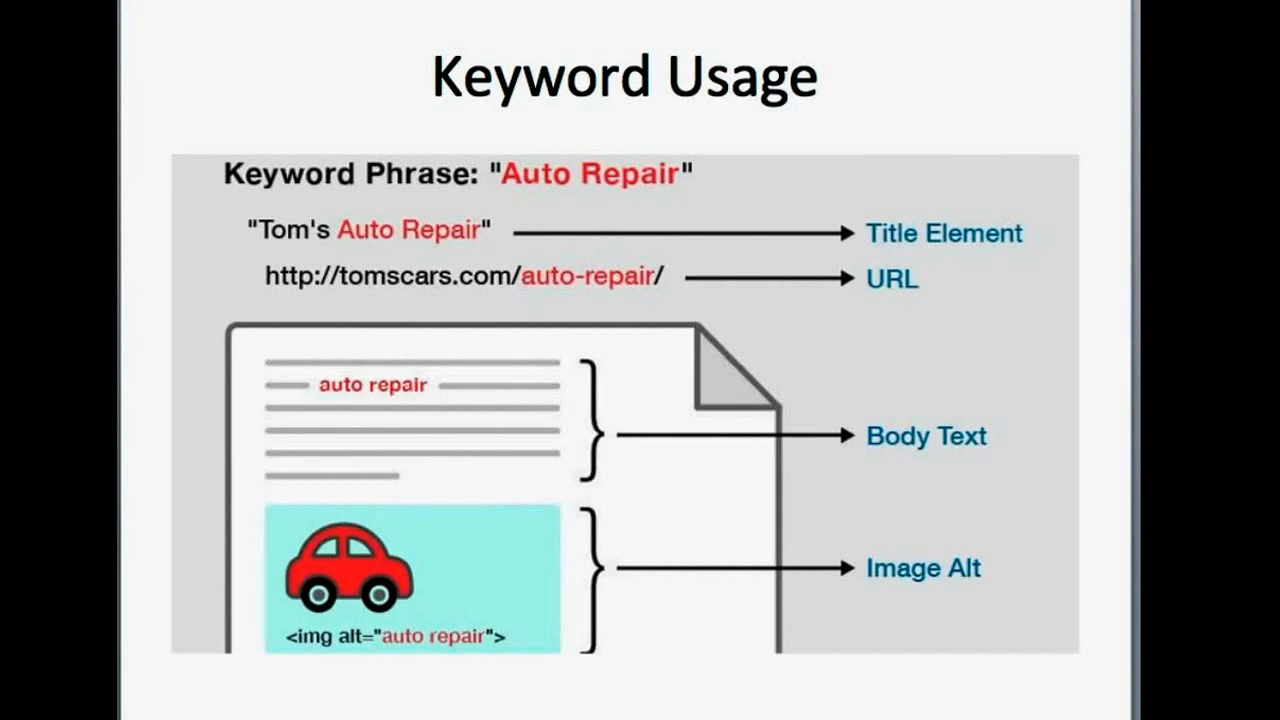 Keyword Usage
Keyword Phrase: "Auto Repair"
"Tom's Auto Repair"
Title Element
http://tomscars.com/auto-repair/
URL
auto repair
Body Text
Image Alt
<img alt="auto repair">